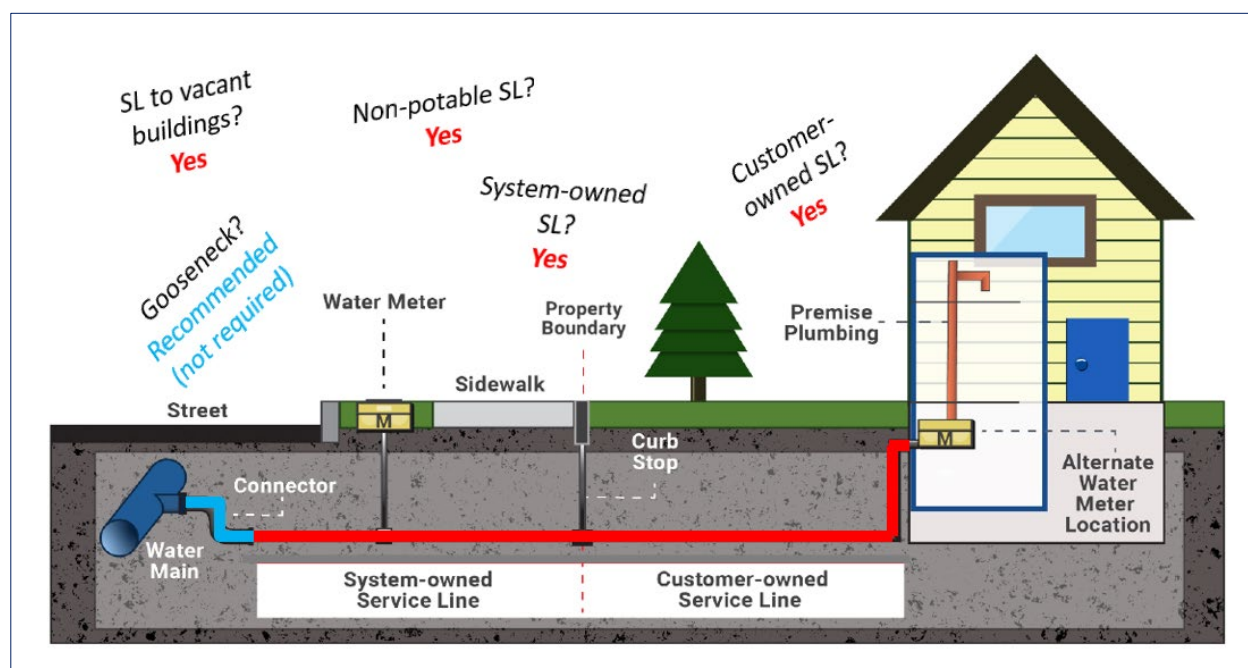 SL to vacant
buildings?
Yes
Non-potable SL?
Yes
System-owned
SL?
Yes
Customer-
owned SL?
Yes
Gooseneck?
Recommended
(not required)
Water Meter
Property
Boundary
Premise
Plumbing
Street
Sidewalk
M
M
Curb
Stop
Connector
Alternate
Water
Meter
Location
Water
Main
System-owned
Service Line
Customer-owned
Service Line